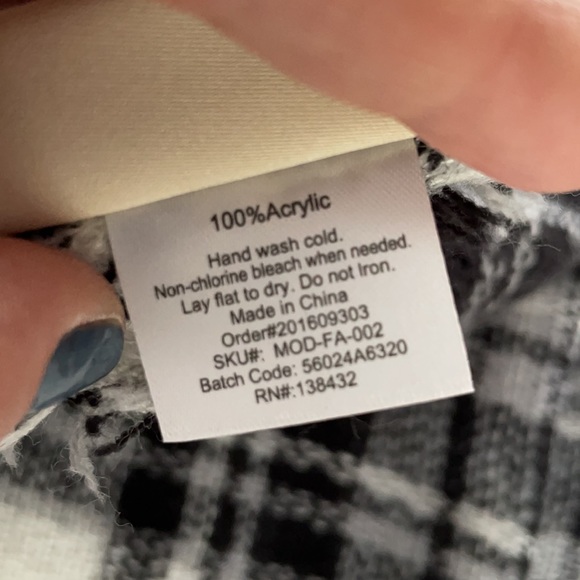 100%Acrylic
Hand wash cold.
Non-chlorine bleach when needed.
Lay flat to dry. Do not Iron.
Made in China
Order#201609303
SKU#: MOD-FA-002
Batch Code: 56024A6320
RN#:138432